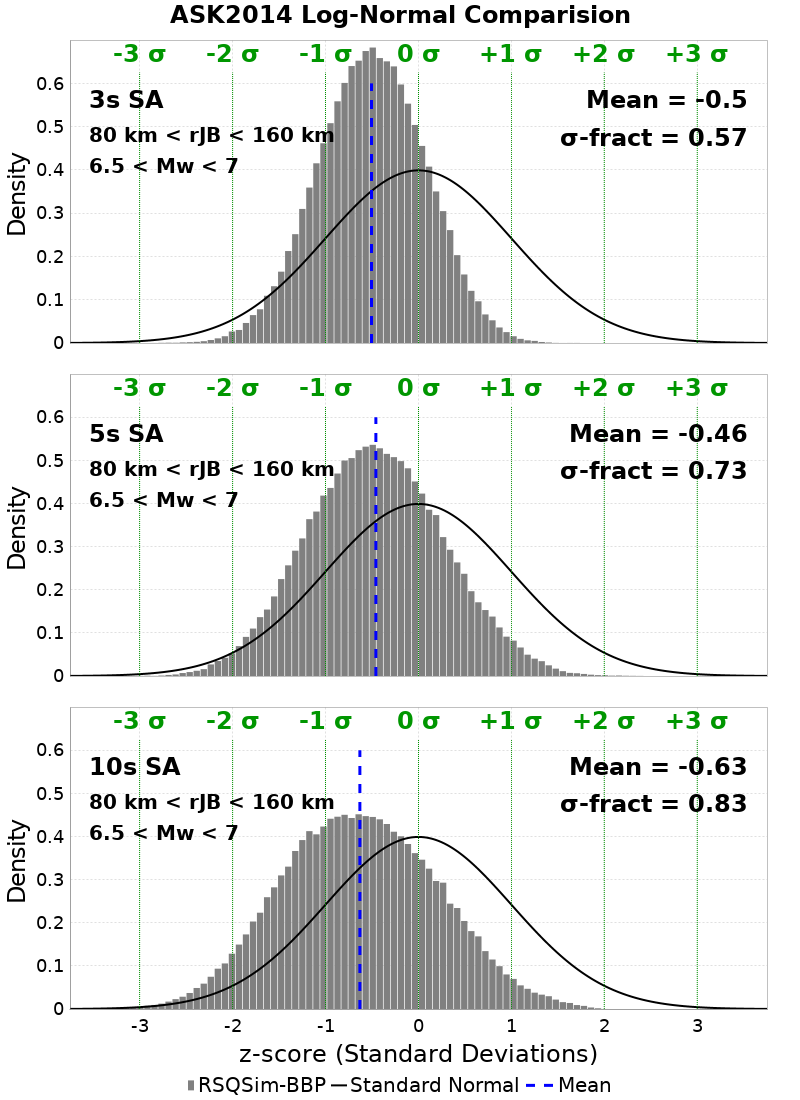 ASK2014 Log-Normal Comparision
-3 σ -2 σ -1 σ 0 σ +1 σ +2 σ +3 σ
3s SA
80 km < rJB < 160 km
6.5 < Mw < 7
Mean = -0.5
σ-fract = 0.57
0.6
0.5
0.4
0.3
0.2
0.1
0
Density
-3 σ -2 σ -1 σ 0 σ +1 σ +2 σ +3 σ
5s SA
80 km < rJB < 160 km
6.5 < Mw < 7
Mean = -0.46
σ-fract = 0.73
0.6
0.5
0.4
0.3
0.2
0.1
0
Density
-3 σ -2 σ -1 σ 0 σ +1 σ +2 σ +3 σ
10s SA
80 km < rJB < 160 km
6.5 < Mw < 7
Mean = -0.63
σ-fract = 0.83
0.6
0.5
0.4
0.3
0.2
0.1
0
Density
-3 -2 -1 0 1 2 3
z-score (Standard Deviations)
RSQSim-BBP Standard Normal Mean